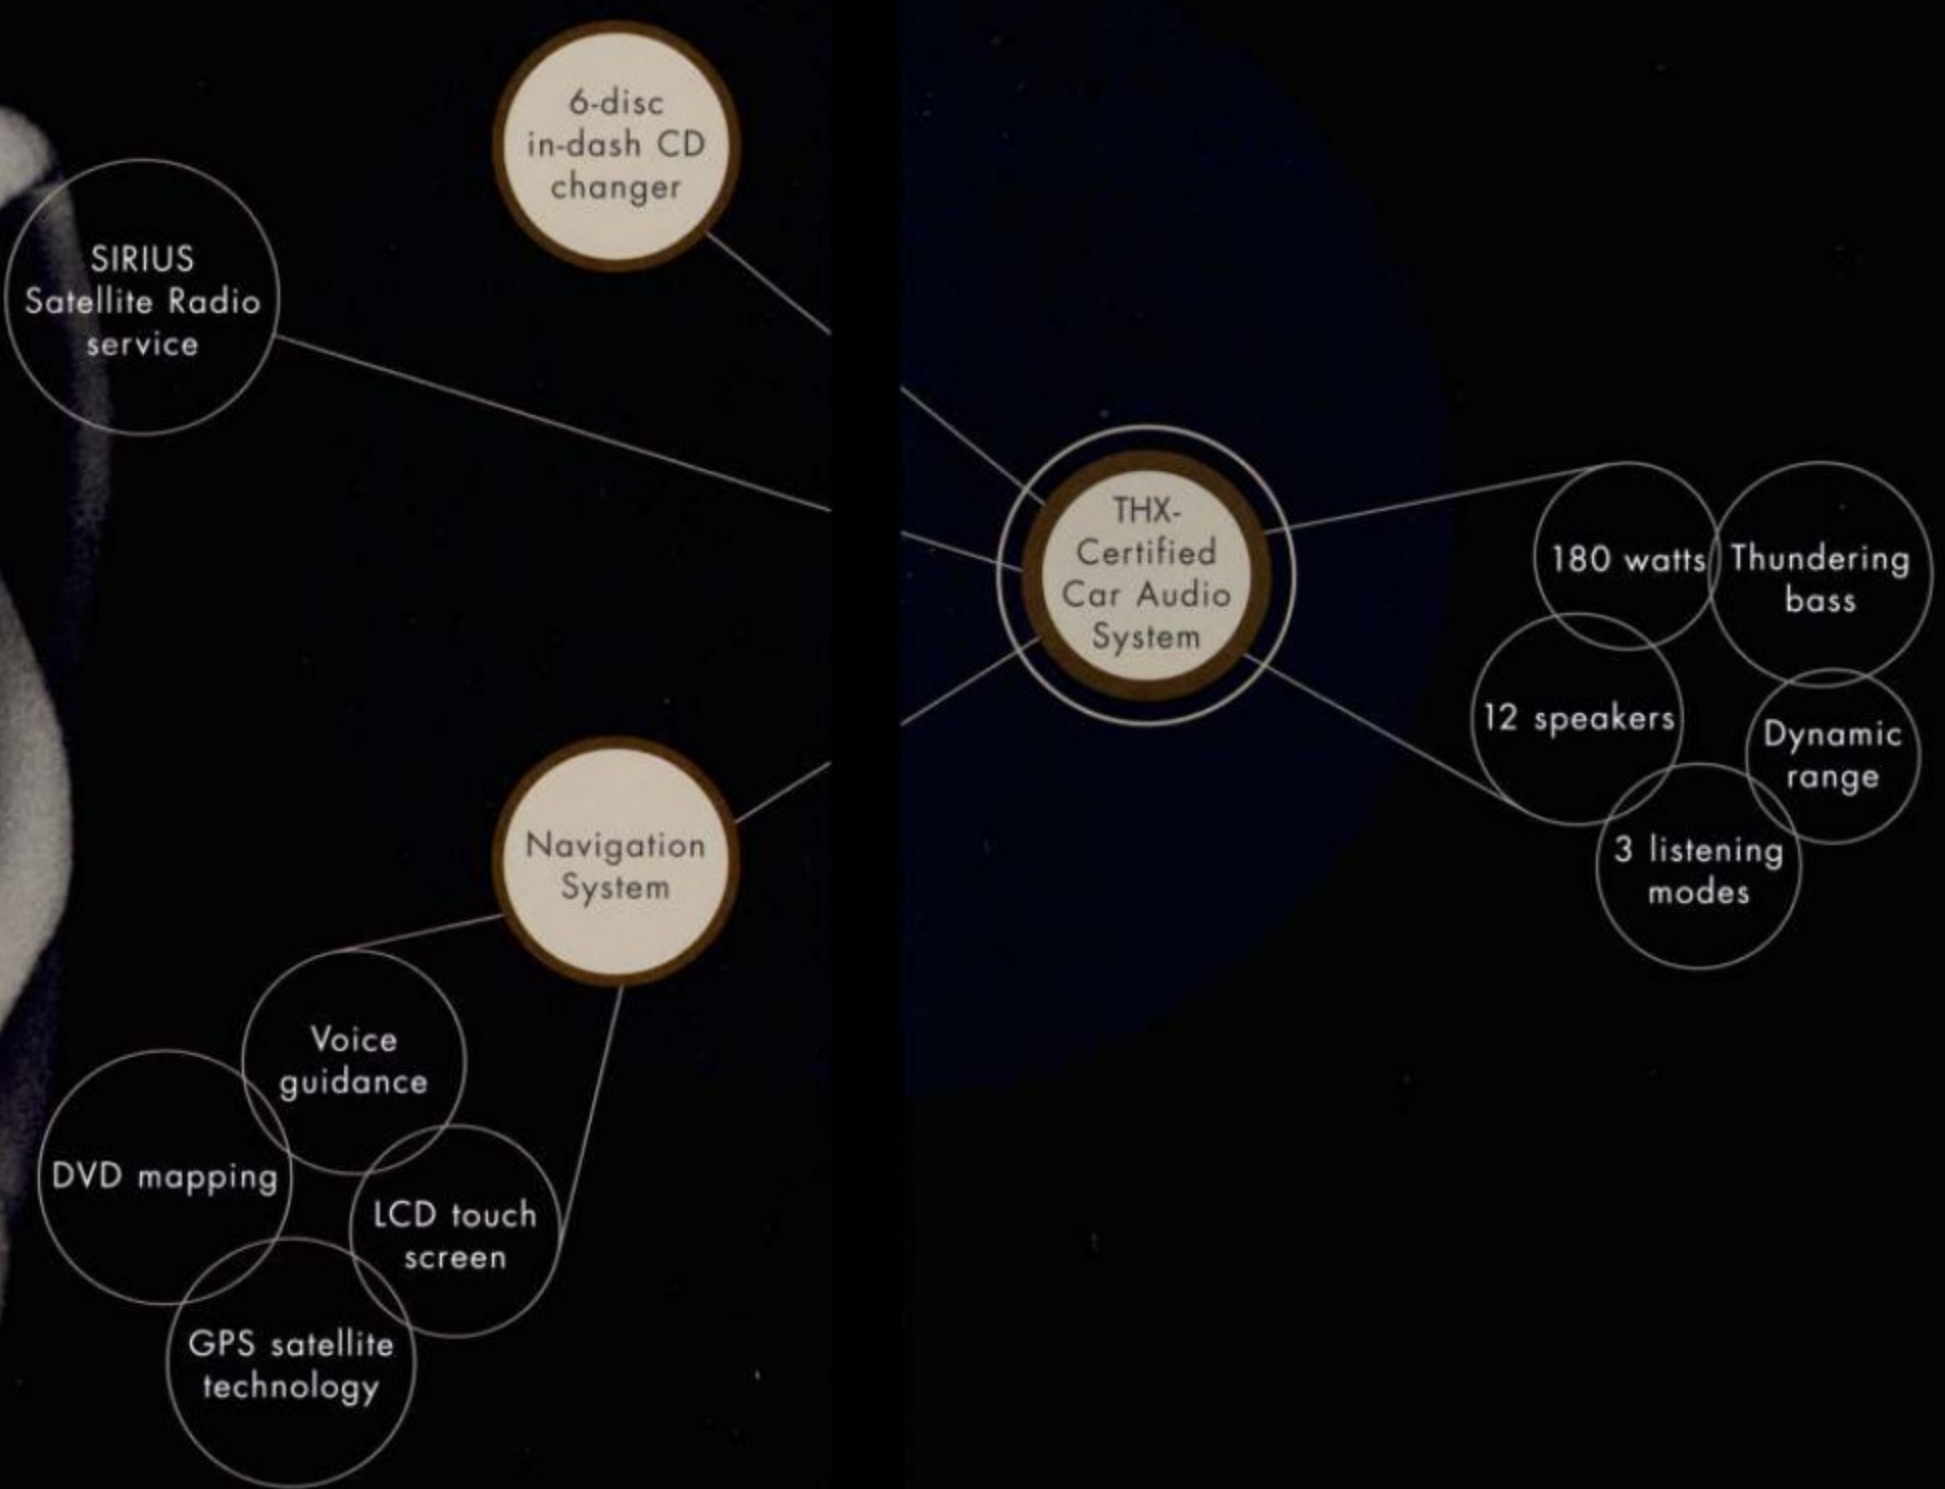 6-disc
in-dash CD
changer
SIRIUS
Satellite Radio
service
THX-
Certified
Car Audio
System
180 watts
Thundering
bass
12 speakers
Dynamic
range
3 listening
modes
Navigation
System
Voice
guidance
DVD mapping
LCD touch
screen
GPS satellite
technology